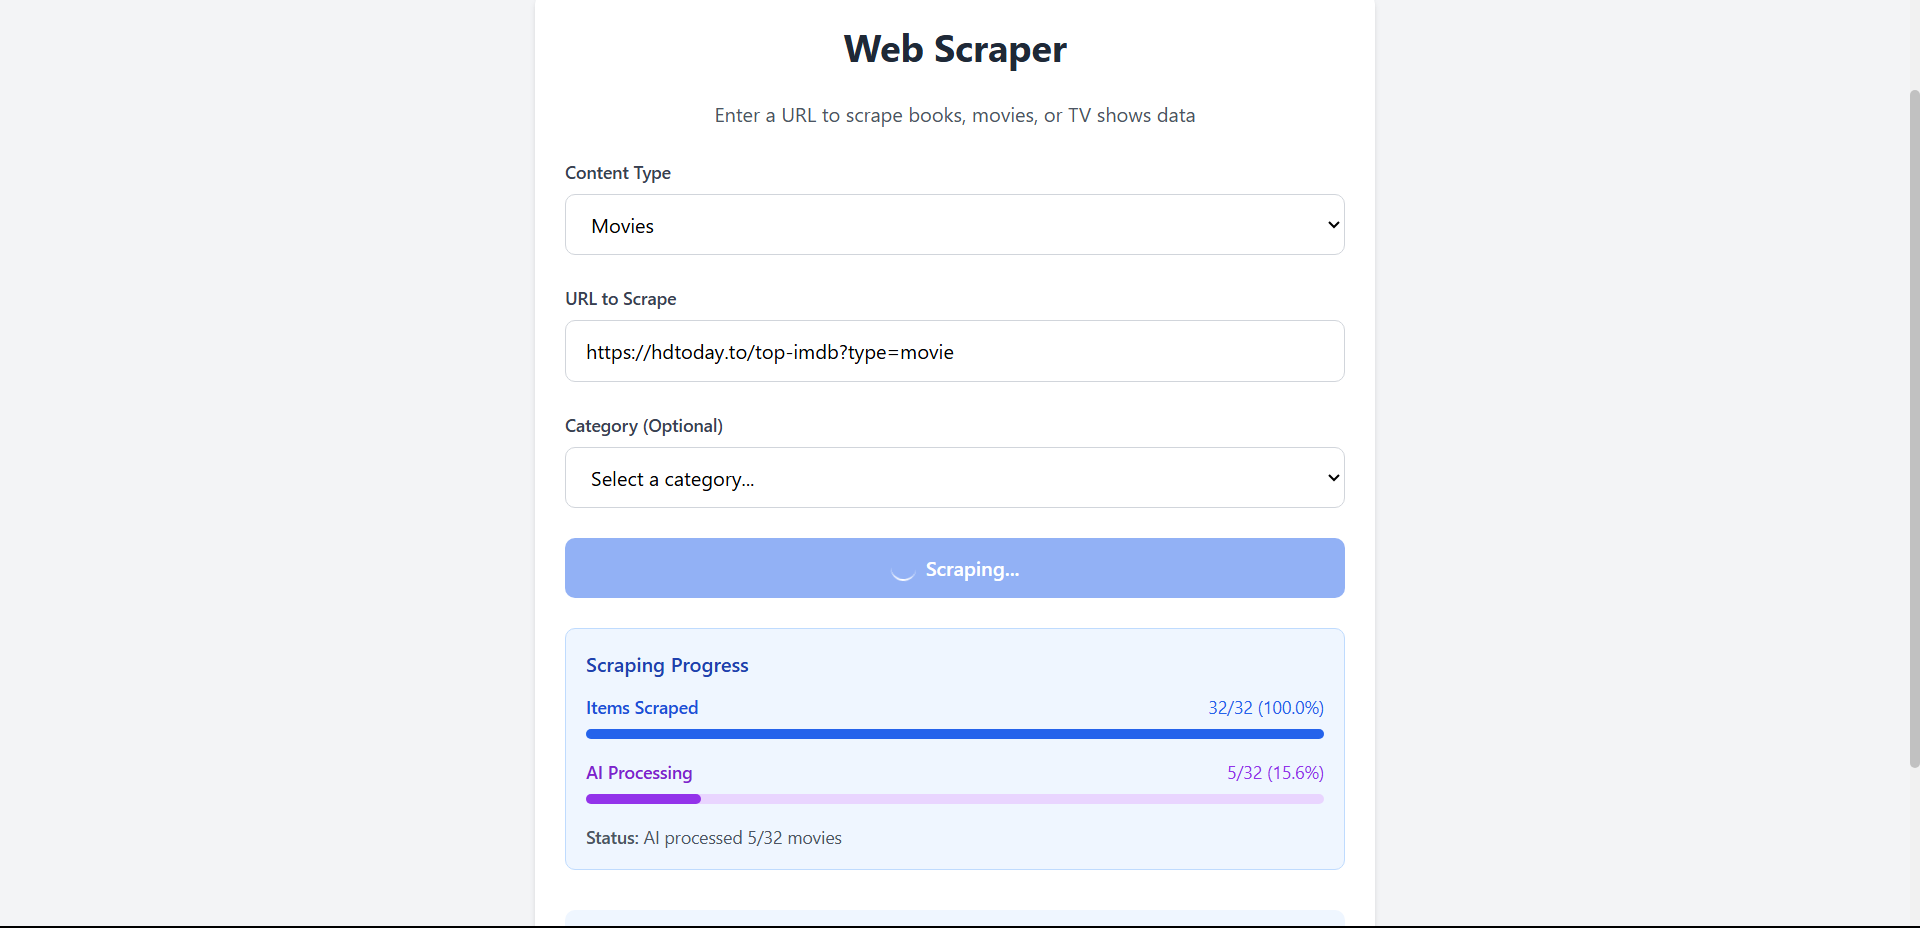 Web Scraper
Enter a URL to scrape books, movies, or TV shows data
Content Type
Movies
URL to Scrape
https://hdtoday.to/top-imdb?type=movie
Category (Optional)
Select a category...
Scraping...
Scraping Progress
Items Scraped 32/32 (100.0%)
AI Processing 5/32 (15.6%)
Status: AI processed 5/32 movies